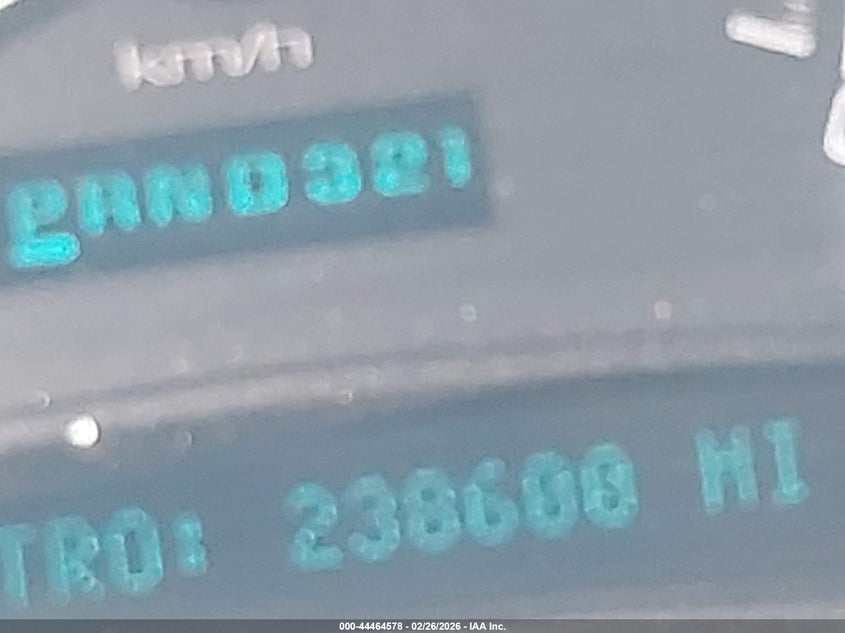 km/h
PRND321
TRO: 238600 MI
000-44464578 - 02/26/2026 - IAA Inc.